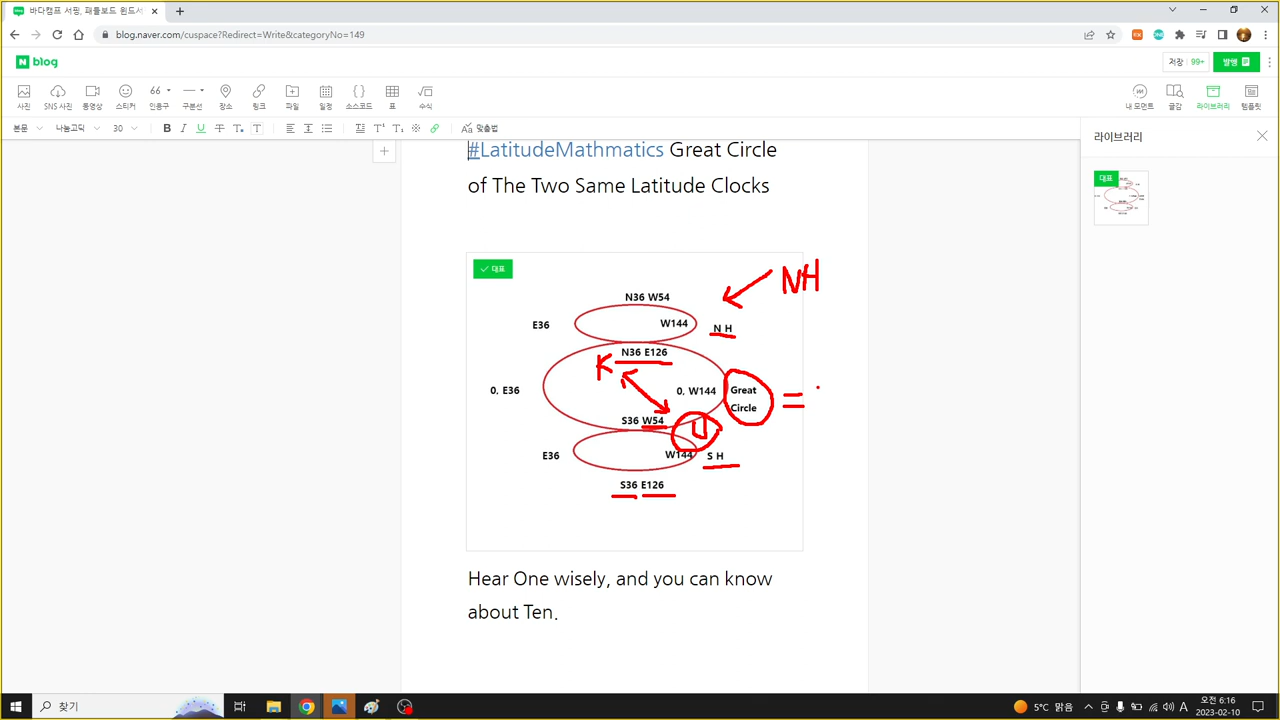 바다캠프 서핑, 패들보드 윈드서
blog.naver.com/cuspace?Redirect=Write&categoryNo=149
N blog
저장 99+ 발행
사진 SNS 사진 동영상 스티커 인용구 구분선 장소 링크 파일 일정 소스코드 표 수식 내 모먼트 글감 라이브러리 템플릿
본문 나눔고딕 30 B I U T 맞춤법
라이브러리
대표
#LatitudeMathmatics Great Circle
of The Two Same Latitude Clocks
대표
NH
N36 W54
E36 W144 N H
K N36 E126
0, E36 0, W144 Great
Circle =
S36 W54
U
E36 W144 S H
S36 E126
Hear One wisely, and you can know
about Ten.
찾기
5°C 맑음 A 오전 6:16
2023-02-10